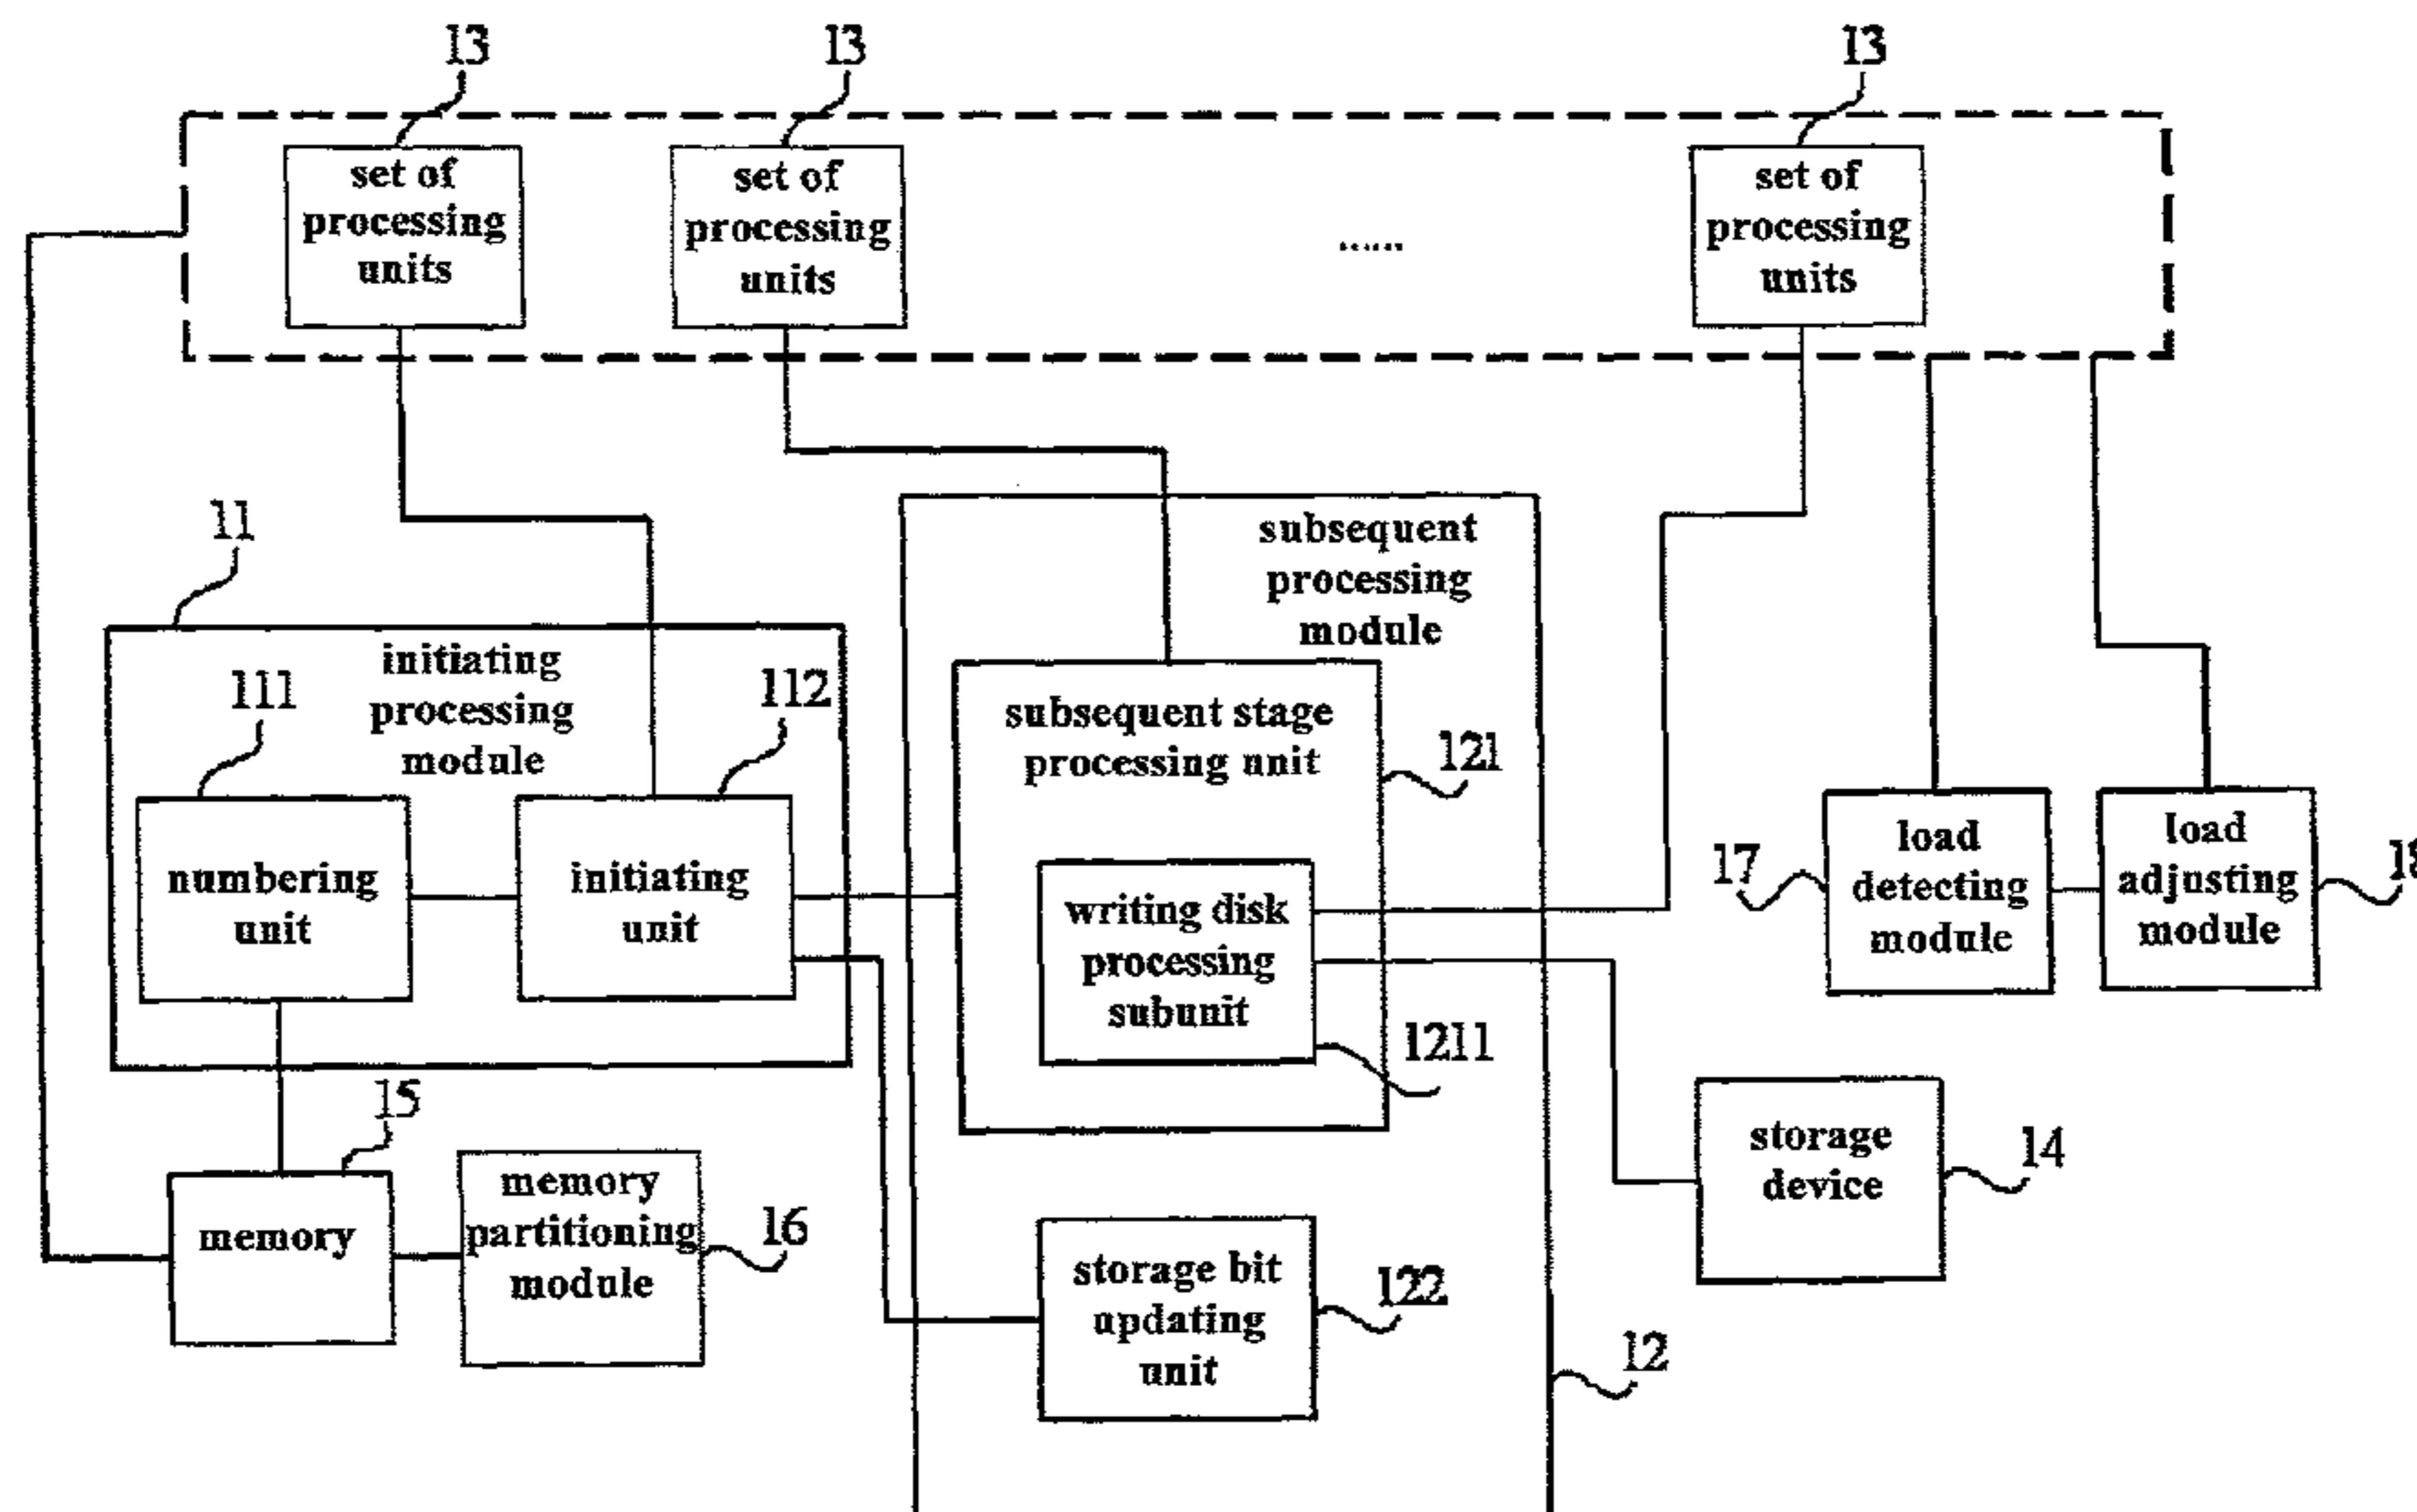 13
13
13
set of
processing
units
set of
processing
units
......
set of
processing
units
11
initiating
processing
module
111
112
numbering
unit
initiating
unit
subsequent
processing
module
subsequent stage
processing unit
121
writing disk
processing
subunit
1211
17
load
detecting
module
load
adjusting
module
18
15
memory
memory
partitioning
module
16
storage bit
updating
unit
122
storage
device
14
12